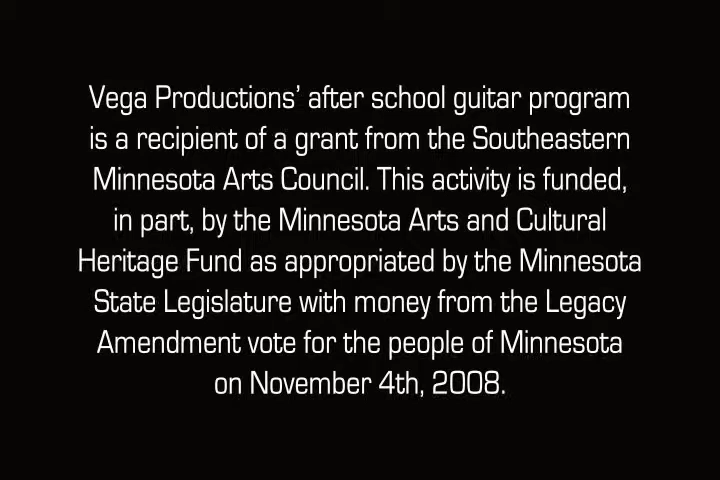 Vega Productions’ after school guitar program
is a recipient of a grant from the Southeastern
Minnesota Arts Council. This activity is funded,
in part, by the Minnesota Arts and Cultural
Heritage Fund as appropriated by the Minnesota
State Legislature with money from the Legacy
Amendment vote for the people of Minnesota
on November 4th, 2008.